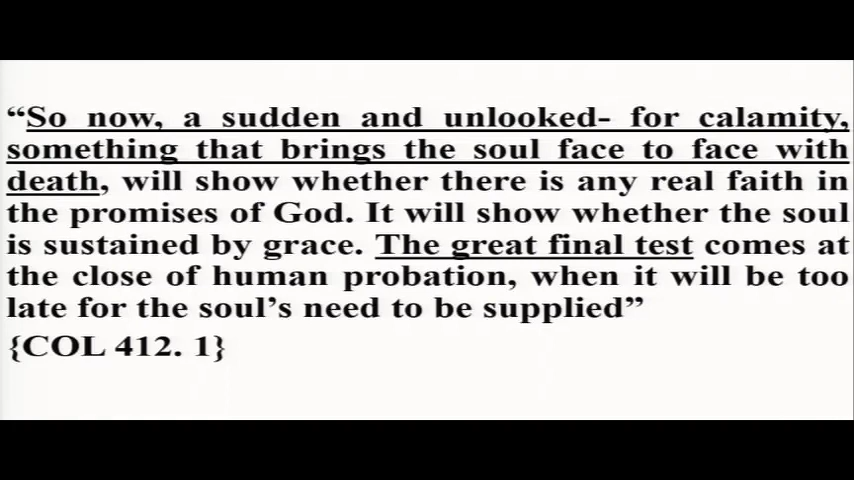 “So now, a sudden and unlooked- for calamity,
something that brings the soul face to face with
death, will show whether there is any real faith in
the promises of God. It will show whether the soul
is sustained by grace. The great final test comes at
the close of human probation, when it will be too
late for the soul’s need to be supplied”
{COL 412. 1}